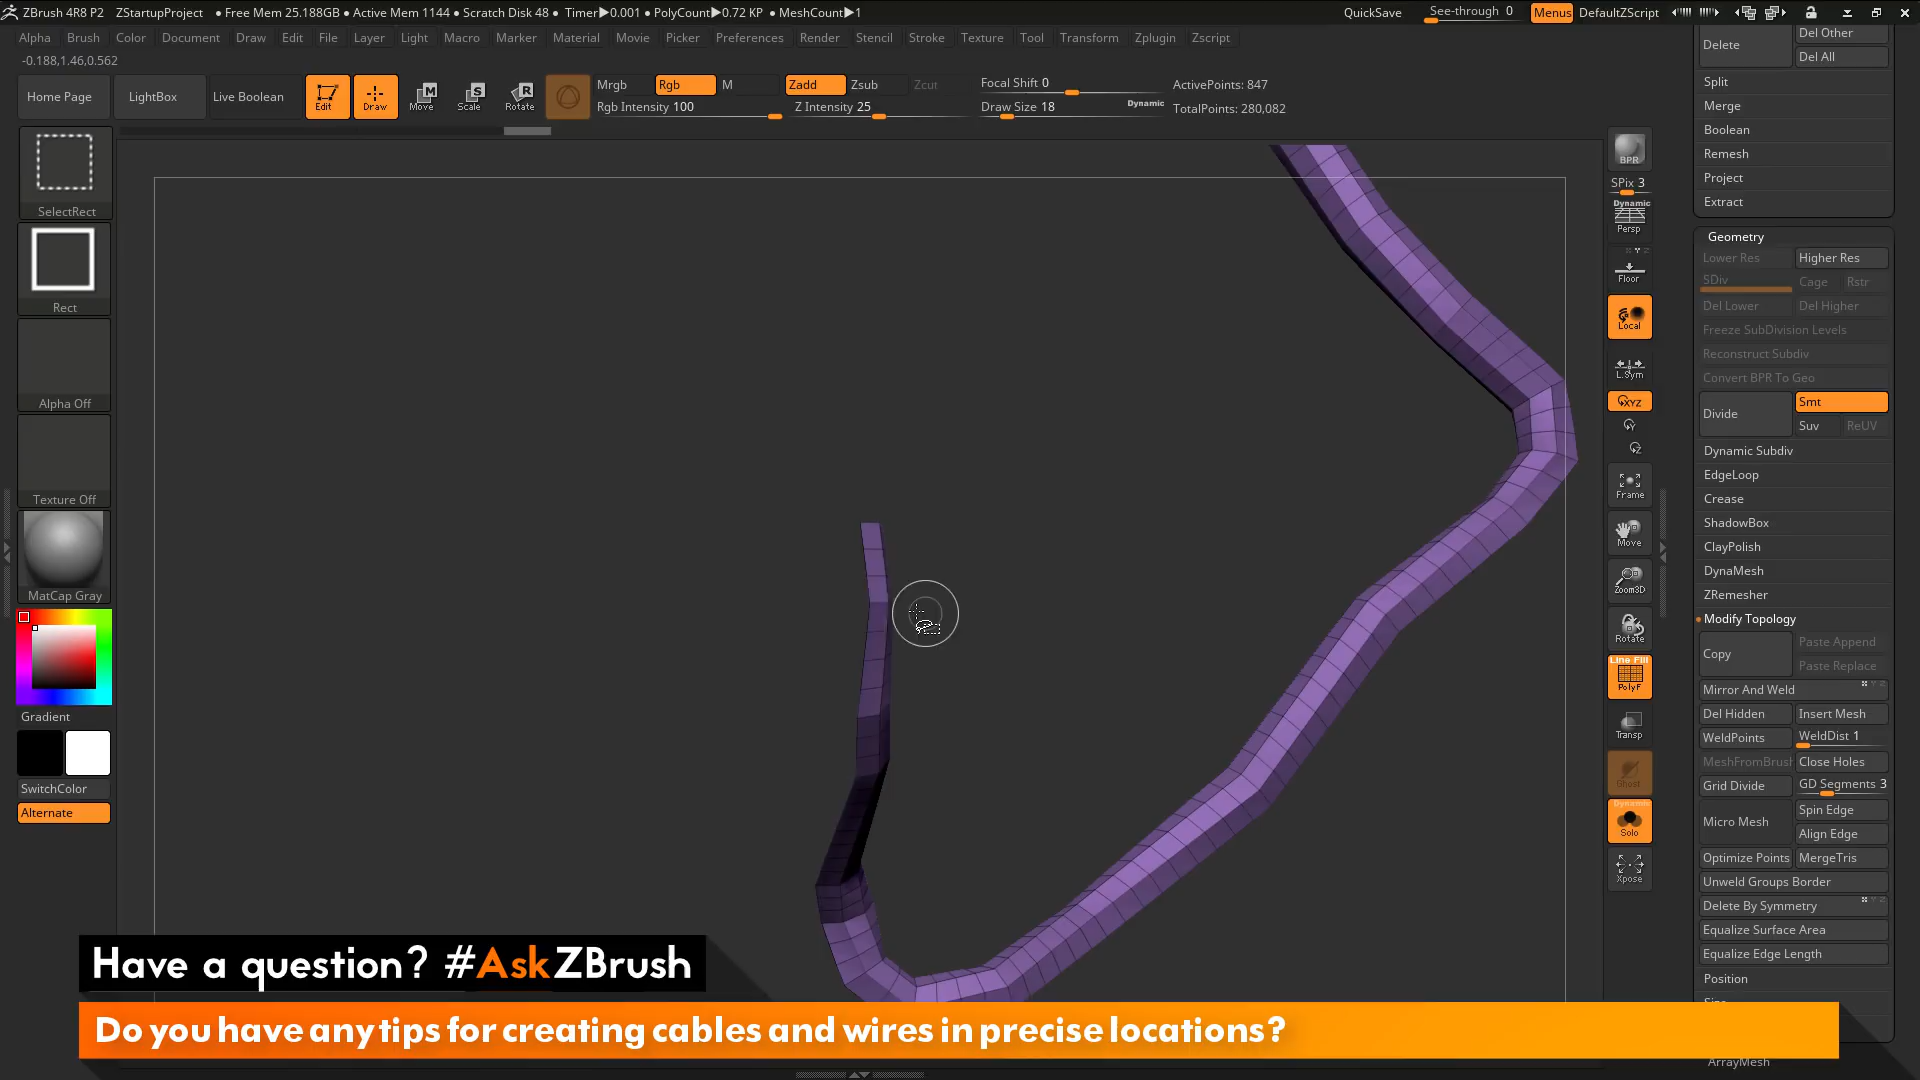 ZBrush 4R8 P2 ZStartupProject • Free Mem 25.188GB • Active Mem 1144 • Scratch Disk 48 • Timer▶0.001 • PolyCount▶0.72 KP • MeshCount▶1 QuickSave See-through 0 Menus DefaultZScript
Alpha Brush Color Document Draw Edit File Layer Light Macro Marker Material Movie Picker Preferences Render Stencil Stroke Texture Tool Transform Zplugin Zscript
-0.188,1.46,0.562
Home Page LightBox Live Boolean Edit Draw Move Scale Rotate
Mrgb Rgb M Zadd Zsub Zcut Focal Shift 0 ActivePoints: 847
Rgb Intensity 100 Z Intensity 25 Draw Size 18 Dynamic TotalPoints: 280,082
SelectRect
Rect
Alpha Off
Texture Off
MatCap Gray
Gradient
SwitchColor
Alternate
BPR
SPix 3
Dynamic
Persp
Floor
Local
L.Sym
XYZ
Y
Z
Frame
Move
Zoom3D
Rotate
Line Fill
PolyF
Transp
Ghost
Dynamic
Solo
Xpose
Delete Del Other
Del All
Split
Merge
Boolean
Remesh
Project
Extract
Geometry
Lower Res Higher Res
SDiv Cage Rstr
Del Lower Del Higher
Freeze SubDivision Levels
Reconstruct Subdiv
Convert BPR To Geo
Divide Smt
Suv ReUV
Dynamic Subdiv
EdgeLoop
Crease
ShadowBox
ClayPolish
DynaMesh
ZRemesher
Modify Topology
Copy Paste Append
Paste Replace
Mirror And Weld
Del Hidden Insert Mesh
WeldPoints WeldDist 1
MeshFromBrush Close Holes
Grid Divide GD Segments 3
Micro Mesh Spin Edge
Align Edge
Optimize Points MergeTris
Unweld Groups Border
Delete By Symmetry
Equalize Surface Area
Equalize Edge Length
Position
ArrayMesh
Have a question? #AskZBrush
Do you have any tips for creating cables and wires in precise locations?